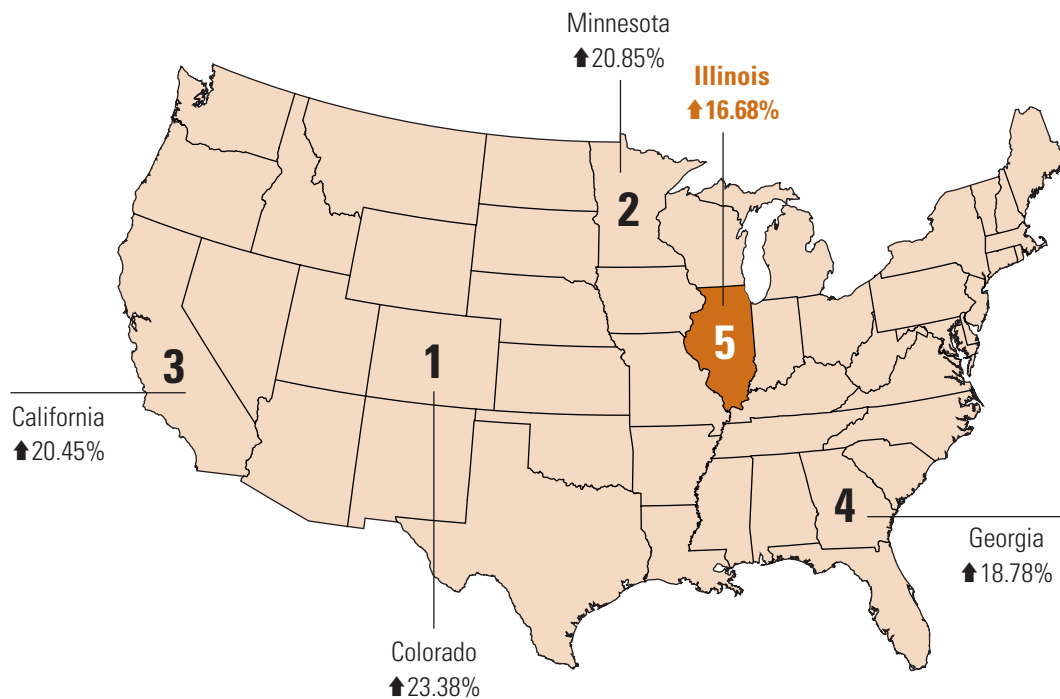 Minnesota
⬆20.85%
Illinois
⬆16.68%
2
5
1
3
California
⬆20.45%
4
Georgia
⬆18.78%
Colorado
⬆23.38%